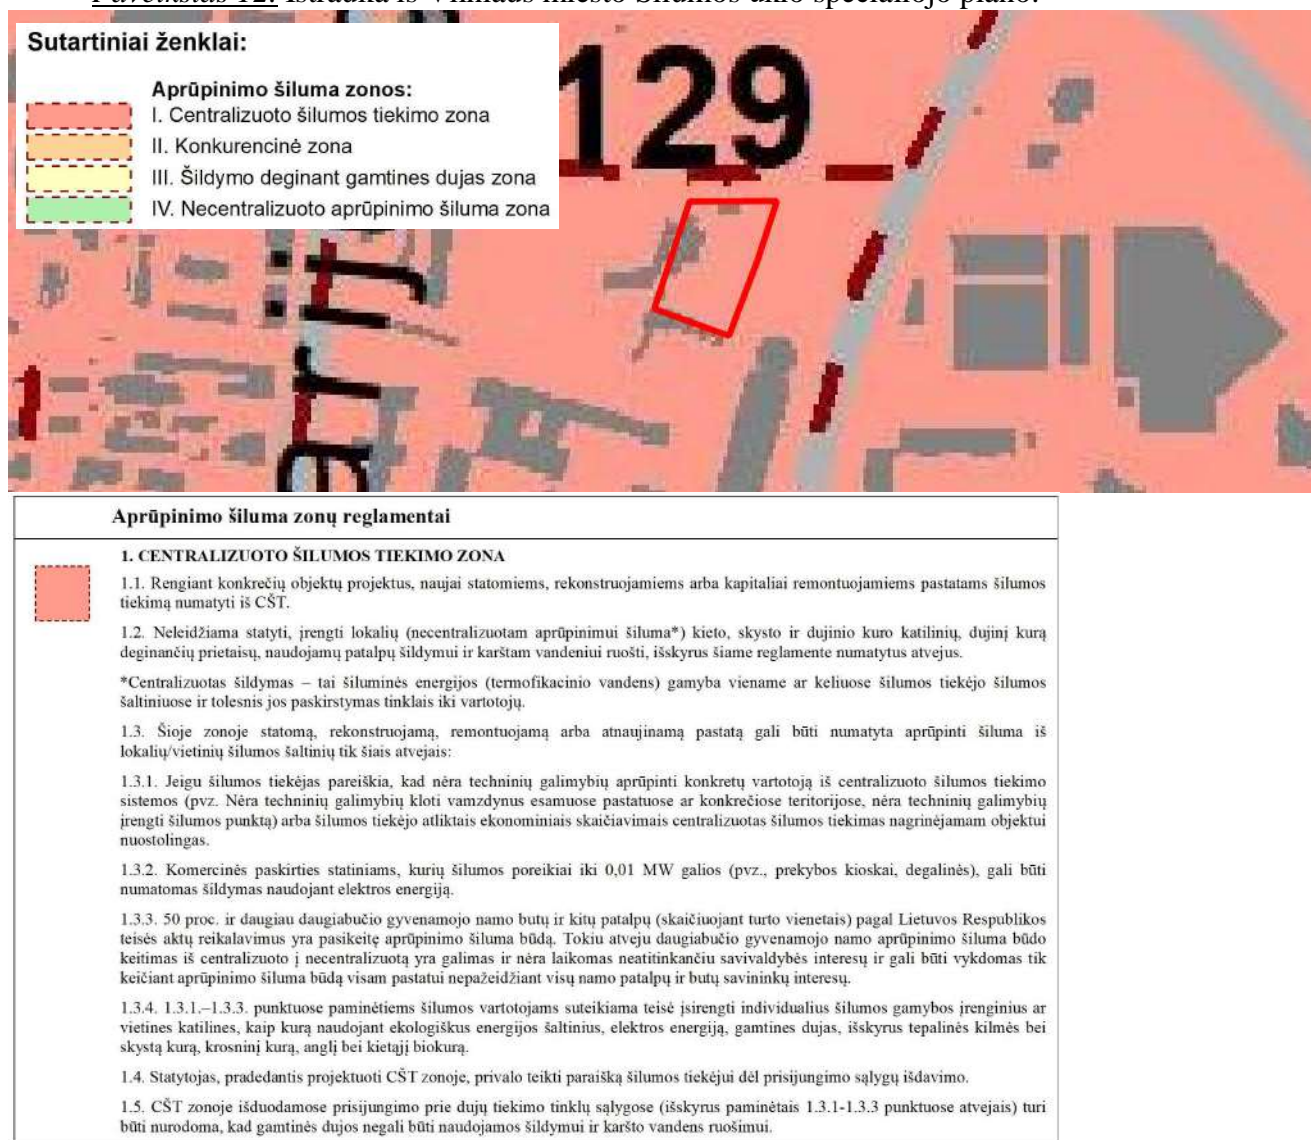 Paveikslas 12. Ištrauka iš Vilniaus miesto Šilumos ūkio specialiojo plano.
Sutartiniai ženklai:
Aprūpinimo šiluma zonos:
I. Centralizuoto šilumos tiekimo zona
II. Konkurencinė zona
III. Šildymo deginant gamtines dujas zona
IV. Necentralizuoto aprūpinimo šiluma zona
129
Aprūpinimo šiluma zonų reglamentai
1. CENTRALIZUOTO ŠILUMOS TIEKIMO ZONA
1.1. Rengiant konkrečių objektų projektus, naujai statomiems, rekonstruojamiems arba kapitaliai remontuojamiems pastatams šilumos
tiekimą numatyti iš CŠT.
1.2. Neleidžiama statyti, įrengti lokalių (necentralizuotam aprūpinimui šiluma*) kieto, skysto ir dujinio kuro katilinių, dujinį kurą
deginančių prietaisų, naudojamų patalpų šildymui ir karštam vandeniui ruošti, išskyrus šiame reglamente numatytus atvejus.
*Centralizuotas šildymas – tai šiluminės energijos (termofikacinio vandens) gamyba viename ar keliuose šilumos tiekėjo šilumos
šaltiniuose ir tolesnis jos paskirstymas tinklais iki vartotojų.
1.3. Šioje zonoje statomą, rekonstruojamą, remontuojamą arba atnaujinamą pastatą gali būti numatyta aprūpinti šiluma iš
lokalių/vietinių šilumos šaltinių tik šiais atvejais:
1.3.1. Jeigu šilumos tiekėjas pareiškia, kad nėra techninių galimybių aprūpinti konkretų vartotoją iš centralizuoto šilumos tiekimo
sistemos (pvz. Nėra techninių galimybių kloti vamzdynus esamuose pastatuose ar konkrečiose teritorijose, nėra techninių galimybių
įrengti šilumos punktą) arba šilumos tiekėjo atliktais ekonominiais skaičiavimais centralizuotas šilumos tiekimas nagrinėjamam objektui
nuostolingas.
1.3.2. Komercinės paskirties statiniams, kurių šilumos poreikiai iki 0,01 MW galios (pvz., prekybos kioskai, degalinės), gali būti
numatomas šildymas naudojant elektros energiją.
1.3.3. 50 proc. ir daugiau daugiabučio gyvenamojo namo butų ir kitų patalpų (skaičiuojant turto vienetais) pagal Lietuvos Respublikos
teisės aktų reikalavimus yra pasikeitę aprūpinimo šiluma būdą. Tokiu atveju daugiabučio gyvenamojo namo aprūpinimo šiluma būdo
keitimas iš centralizuoto į necentralizuotą yra galimas ir nėra laikomas neatitinkančiu savivaldybės interesų ir gali būti vykdomas tik
keičiant aprūpinimo šiluma būdą visam pastatui nepažeidžiant visų namo patalpų ir butų savininkų interesų.
1.3.4. 1.3.1.–1.3.3. punktuose paminėtiems šilumos vartotojams suteikiama teisė įsirengti individualius šilumos gamybos įrenginius ar
vietines katilines, kaip kurą naudojant ekologiškus energijos šaltinius, elektros energiją, gamtines dujas, išskyrus tepalinės kilmės bei
skystą kurą, krosninį kurą, anglį bei kietąjį biokurą.
1.4. Statytojas, pradedantis projektuoti CŠT zonoje, privalo teikti paraišką šilumos tiekėjui dėl prisijungimo sąlygų išdavimo.
1.5. CŠT zonoje išduodamose prisijungimo prie dujų tiekimo tinklų sąlygose (išskyrus paminėtais 1.3.1-1.3.3 punktuose atvejais) turi
būti nurodoma, kad gamtinės dujos negali būti naudojamos šildymui ir karšto vandens ruošimui.